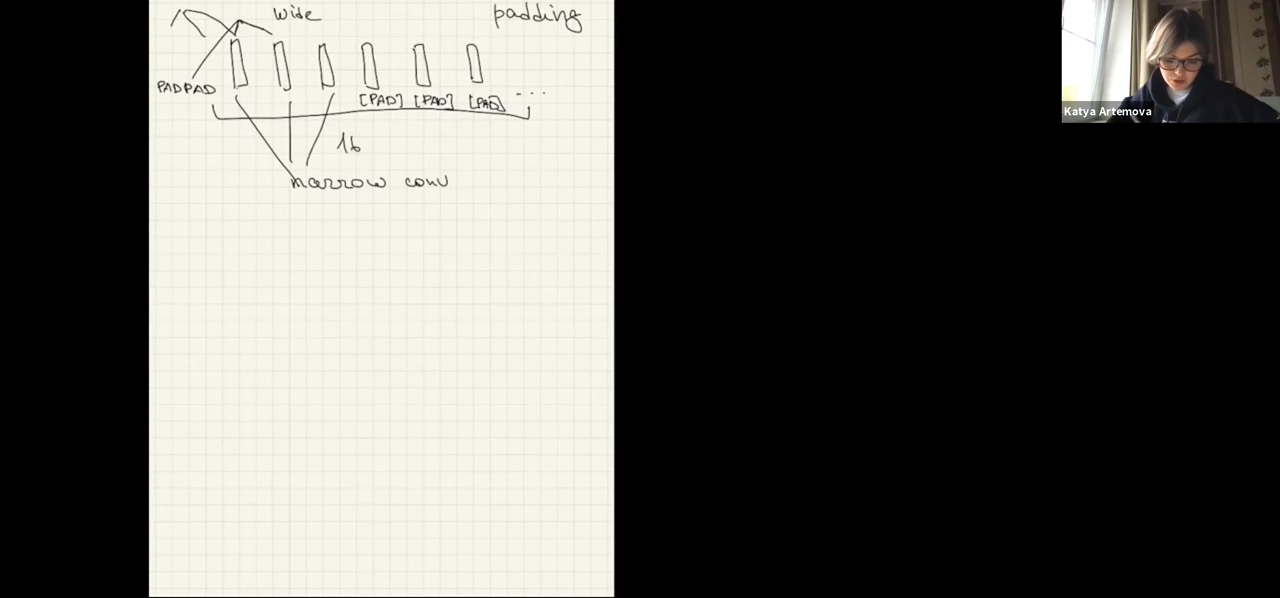 wide padding
PADPAD
[PAD] [PAD] [PAD] ...
16
narrow conv
Katya Artemova